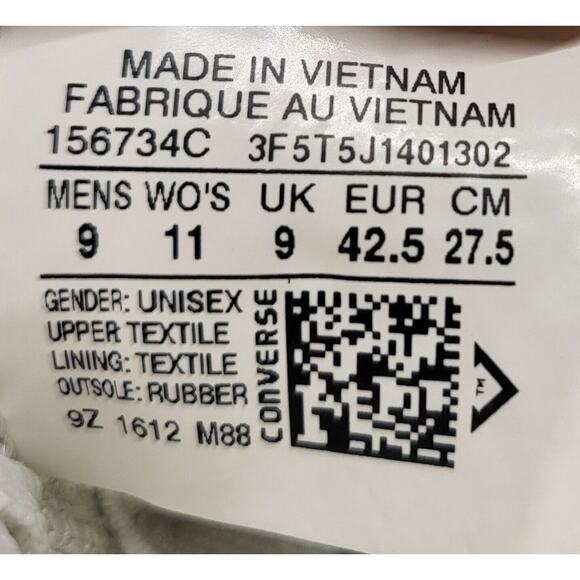 MADE IN VIETNAM
FABRIQUE AU VIETNAM
156734C 3F5T5J1401302
MENS WO'S UK EUR CM
9 11 9 42.5 27.5
GENDER: UNISEX
UPPER TEXTILE
LINING: TEXTILE
OUTSOLE: RUBBER
9Z 1612 M88
CONVERSE
TM